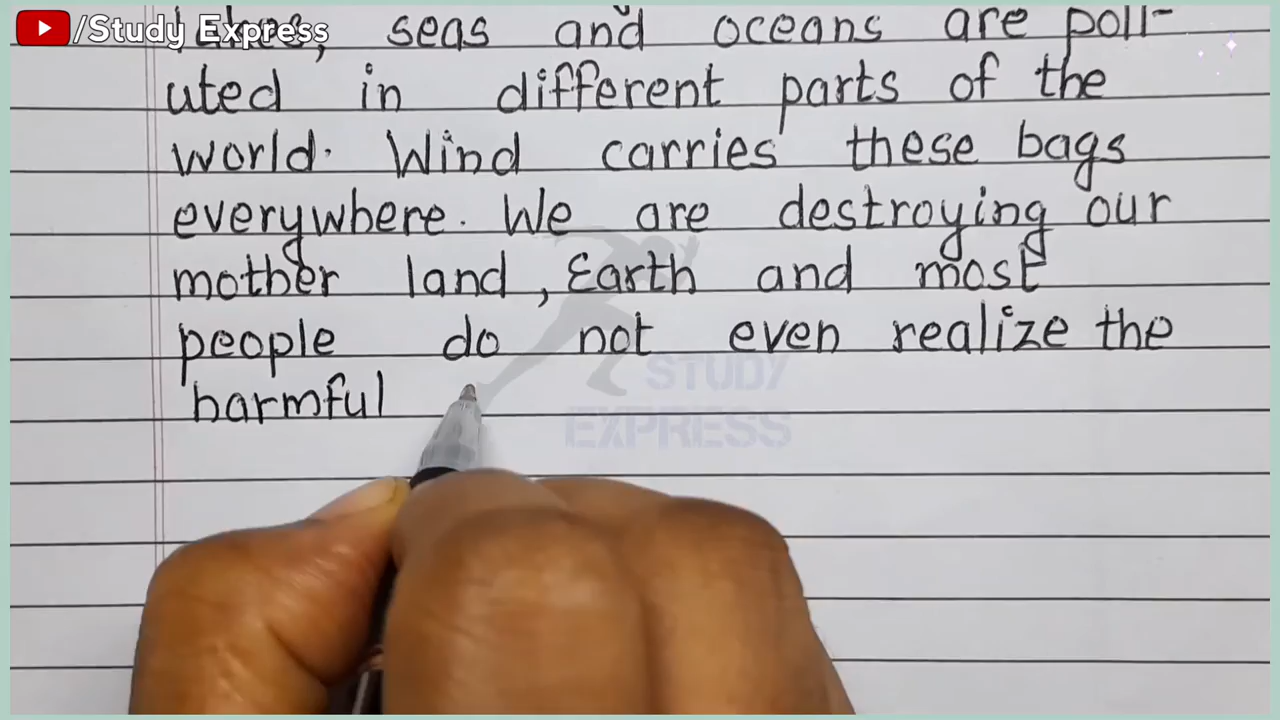 /Study Express
lakes, seas and oceans are poll-
uted in different parts of the
world. Wind carries these bags
everywhere. We are destroying our
mother land, Earth and most
people do not even realize the
harmful
STUDY
EXPRESS